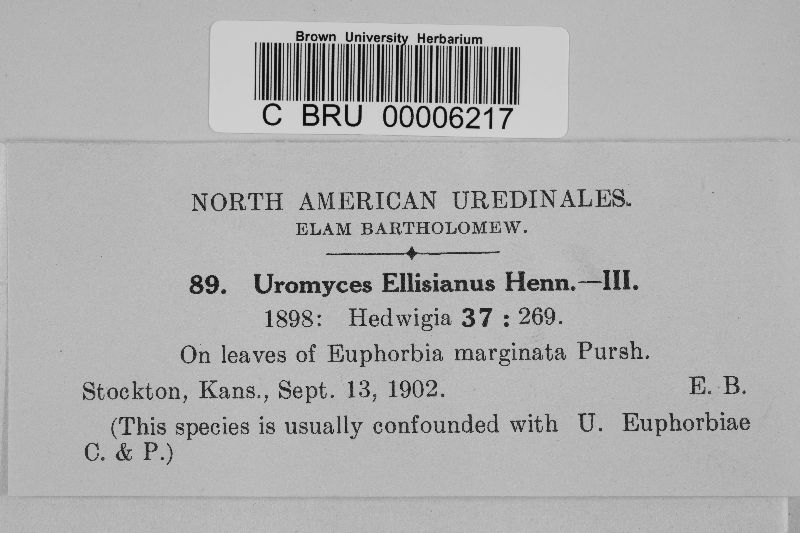 Brown University Herbarium
C BRU 00006217
NORTH AMERICAN UREDINALES.
ELAM BARTHOLOMEW.
89. Uromyces Ellisianus Henn.—III.
1898: Hedwigia 37 : 269.
On leaves of Euphorbia marginata Pursh.
Stockton, Kans., Sept. 13, 1902. E. B.
(This species is usually confounded with U. Euphorbiae
C. & P.)